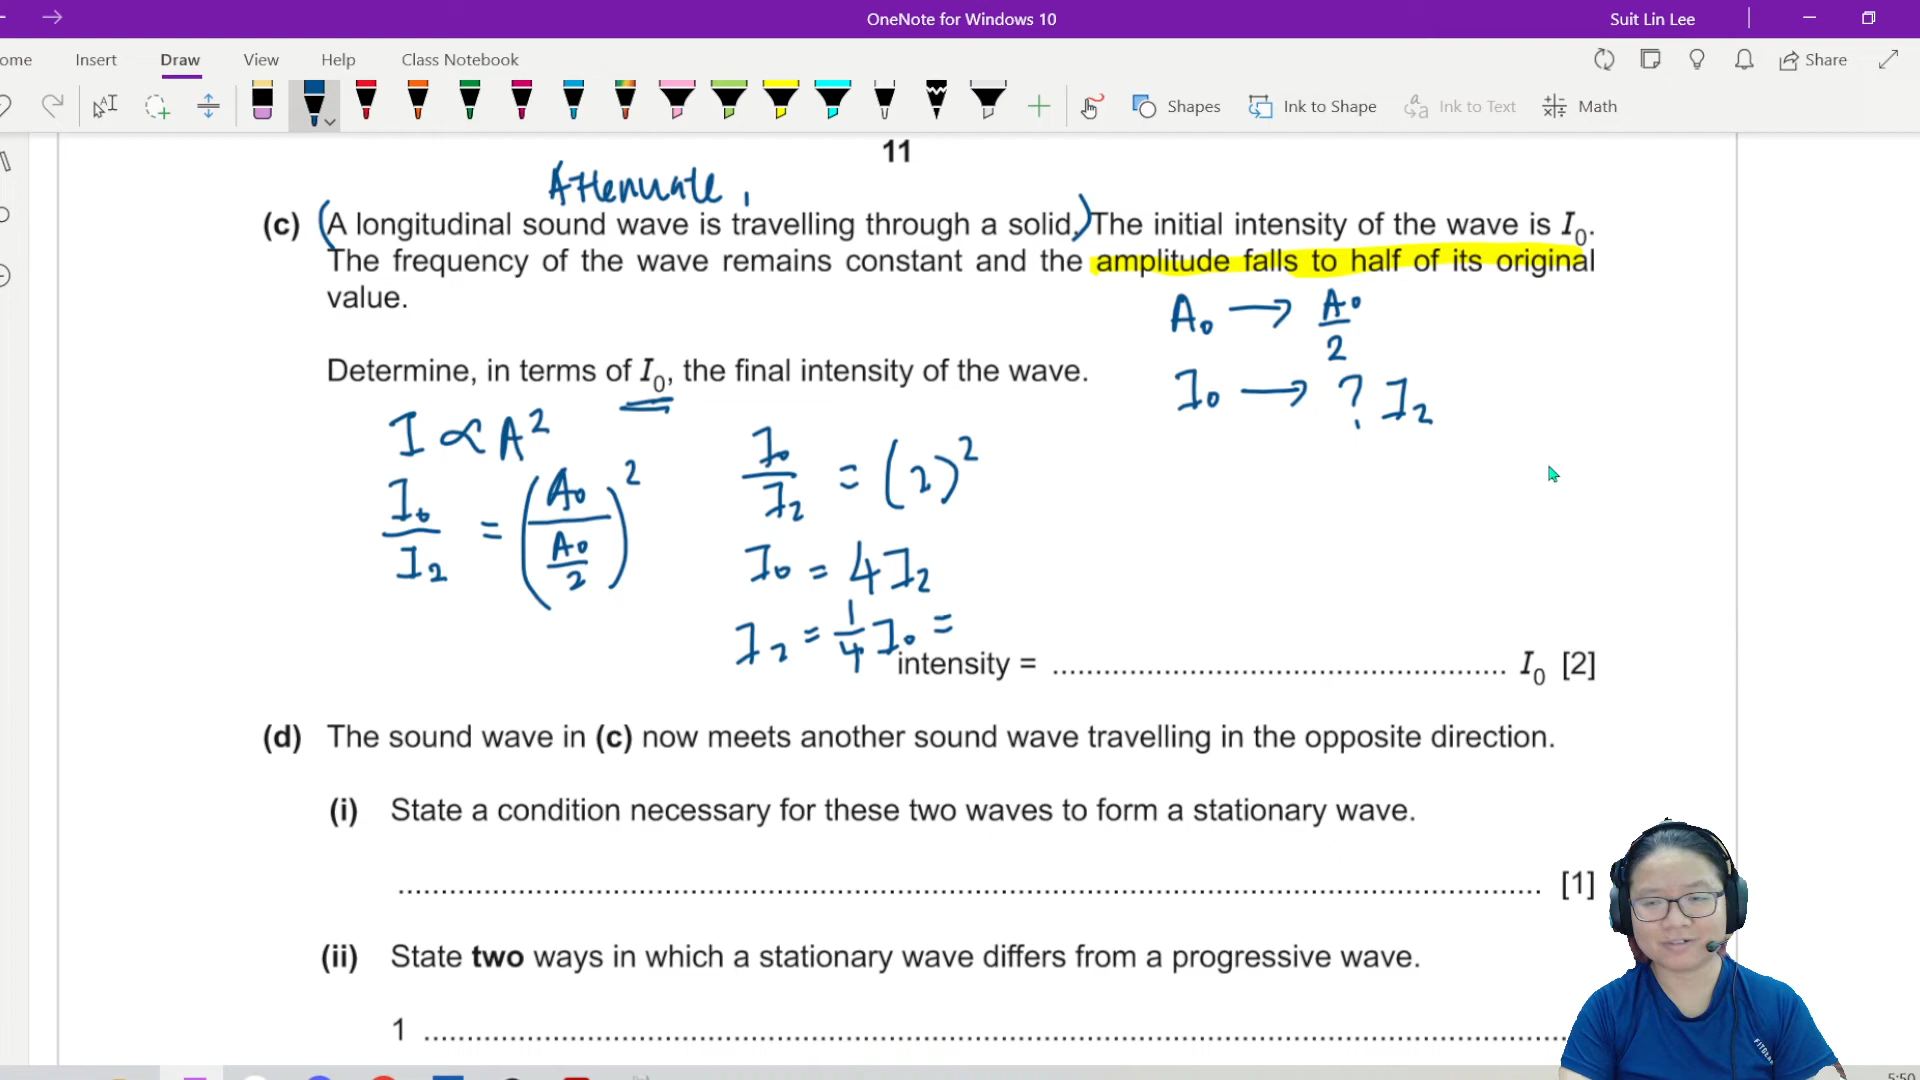 OneNote for Windows 10
Suit Lin Lee
ome Insert Draw View Help Class Notebook Share
Shapes Ink to Shape Ink to Text Math
11
Attenuate,
(c) (A longitudinal sound wave is travelling through a solid.) The initial intensity of the wave is I₀.
The frequency of the wave remains constant and the amplitude falls to half of its original
value.
A₀ → A₀/2
Determine, in terms of I₀, the final intensity of the wave.
I₀ → ? I₂
I ∝ A²
I₀/I₂ = (A₀/(A₀/2))²
I₀/I₂ = (2)²
I₀ = 4I₂
I₂ = 1/4 I₀ =
intensity = ........................................................ I₀ [2]
(d) The sound wave in (c) now meets another sound wave travelling in the opposite direction.
(i) State a condition necessary for these two waves to form a stationary wave.
........................................................ [1]
(ii) State two ways in which a stationary wave differs from a progressive wave.
1 ........................................................